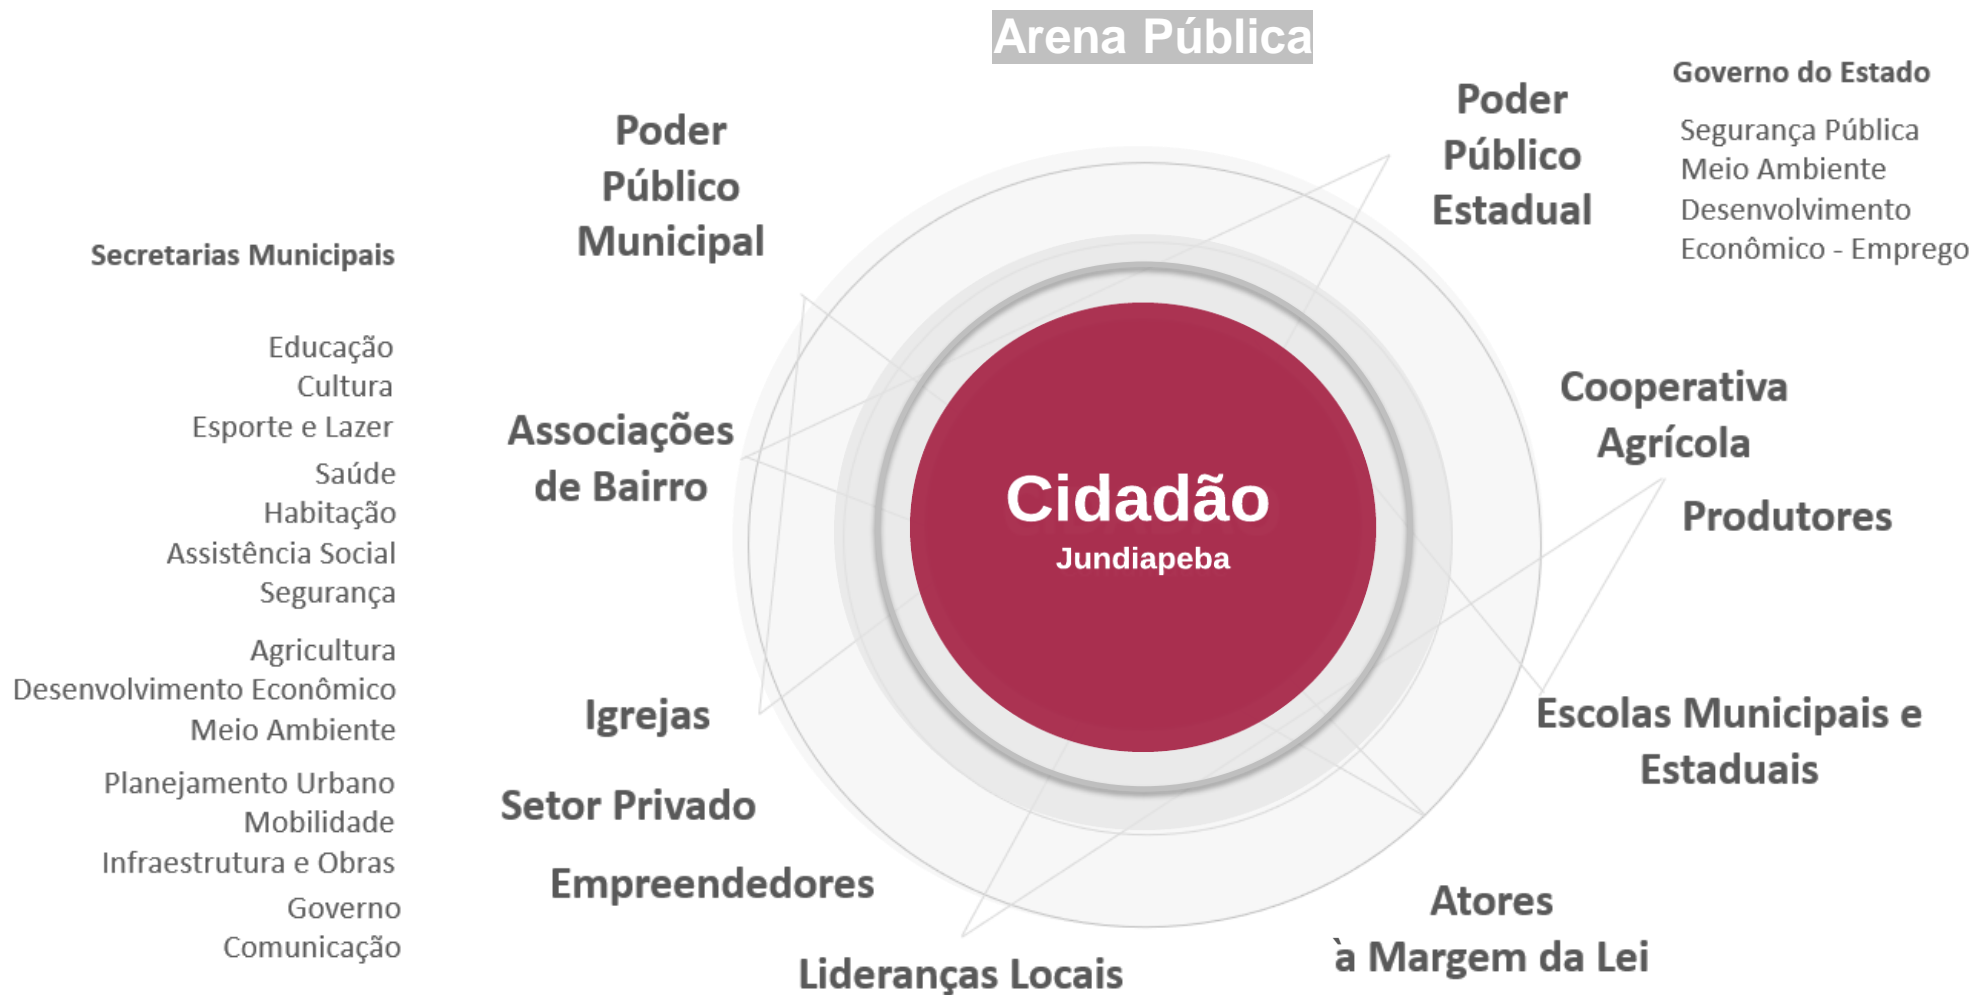 Arena Pública
Governo do Estado
Segurança Pública
Meio Ambiente
Desenvolvimento
Econômico - Emprego
Poder
Público
Estadual
Poder
Público
Municipal
Secretarias Municipais
Educação
Cultura
Esporte e Lazer
Saúde
Habitação
Assistência Social
Segurança
Agricultura
Desenvolvimento Econômico
Meio Ambiente
Planejamento Urbano
Mobilidade
Infraestrutura e Obras
Governo
Comunicação
Associações
de Bairro
Cidadão
Jundiapeba
Cooperativa
Agrícola
Produtores
Igrejas
Escolas Municipais e
Estaduais
Setor Privado
Empreendedores
Lideranças Locais
Atores
à Margem da Lei